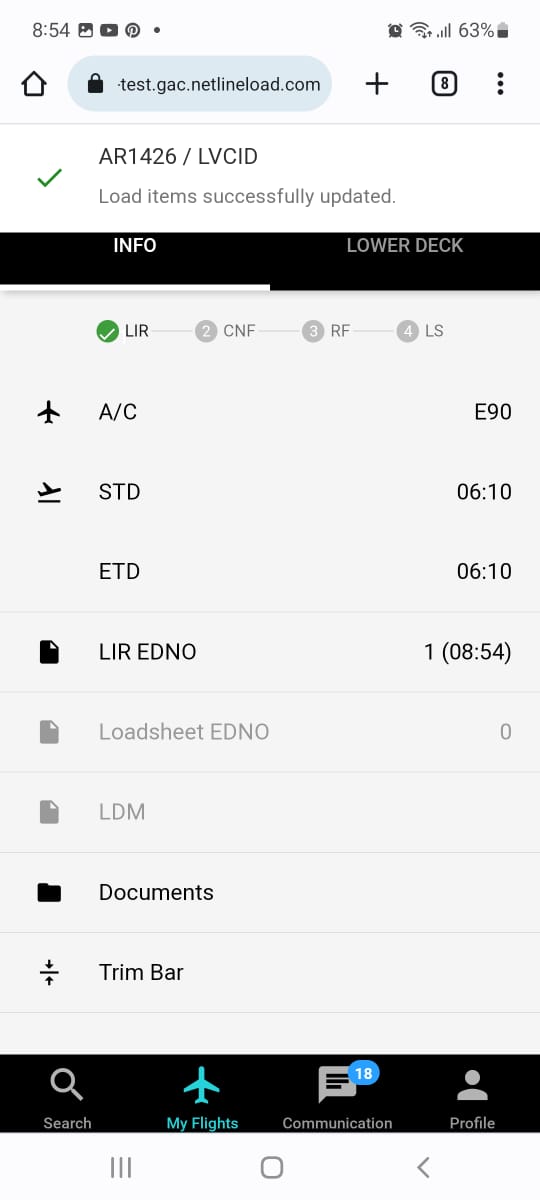 8:54 63%
-test.gac.netlineload.com 8
AR1426 / LVCID
Load items successfully updated.
INFO LOWER DECK
LIR 2 CNF 3 RF 4 LS
A/C E90
STD 06:10
ETD 06:10
LIR EDNO 1 (08:54)
Loadsheet EDNO 0
LDM
Documents
Trim Bar
18
Search My Flights Communication Profile